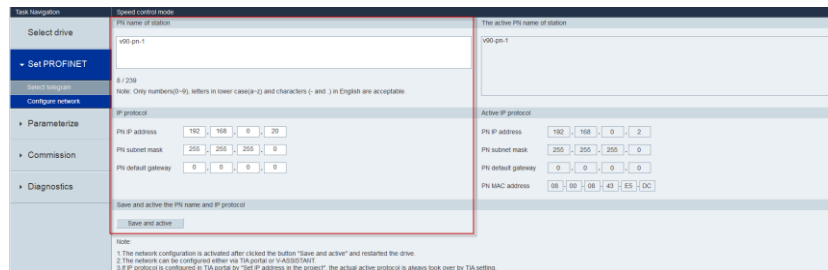 Task Navigation
Speed control mode
Select drive
Set PROFINET
Select telegram
Configure network
Parameterize
Commission
Diagnostics
PN name of station
v90-pn-1
8 / 239
Note: Only numbers(0~9), letters in lower case(a~z) and characters (- and .) in English are acceptable.
IP protocol
PN IP address 192 . 168 . 0 . 20
PN subnet mask 255 . 255 . 255 . 0
PN default gateway 0 . 0 . 0 . 0
Save and active the PN name and IP protocol
Save and active
The active PN name of station
v90-pn-1
Active IP protocol
PN IP address 192 . 168 . 0 . 2
PN subnet mask 255 . 255 . 255 . 0
PN default gateway 0 . 0 . 0 . 0
PN MAC address 08 - 00 - 08 - 43 - E5 - DC
Note:
1.The network configuration is activated after clicked the button "Save and active" and restarted the drive.
2.The network can be configured either via TIA portal or V-ASSISTANT.
3.If IP protocol is configured in TIA portal by "Set IP address in the project", the actual active protocol is always look over by TIA setting.